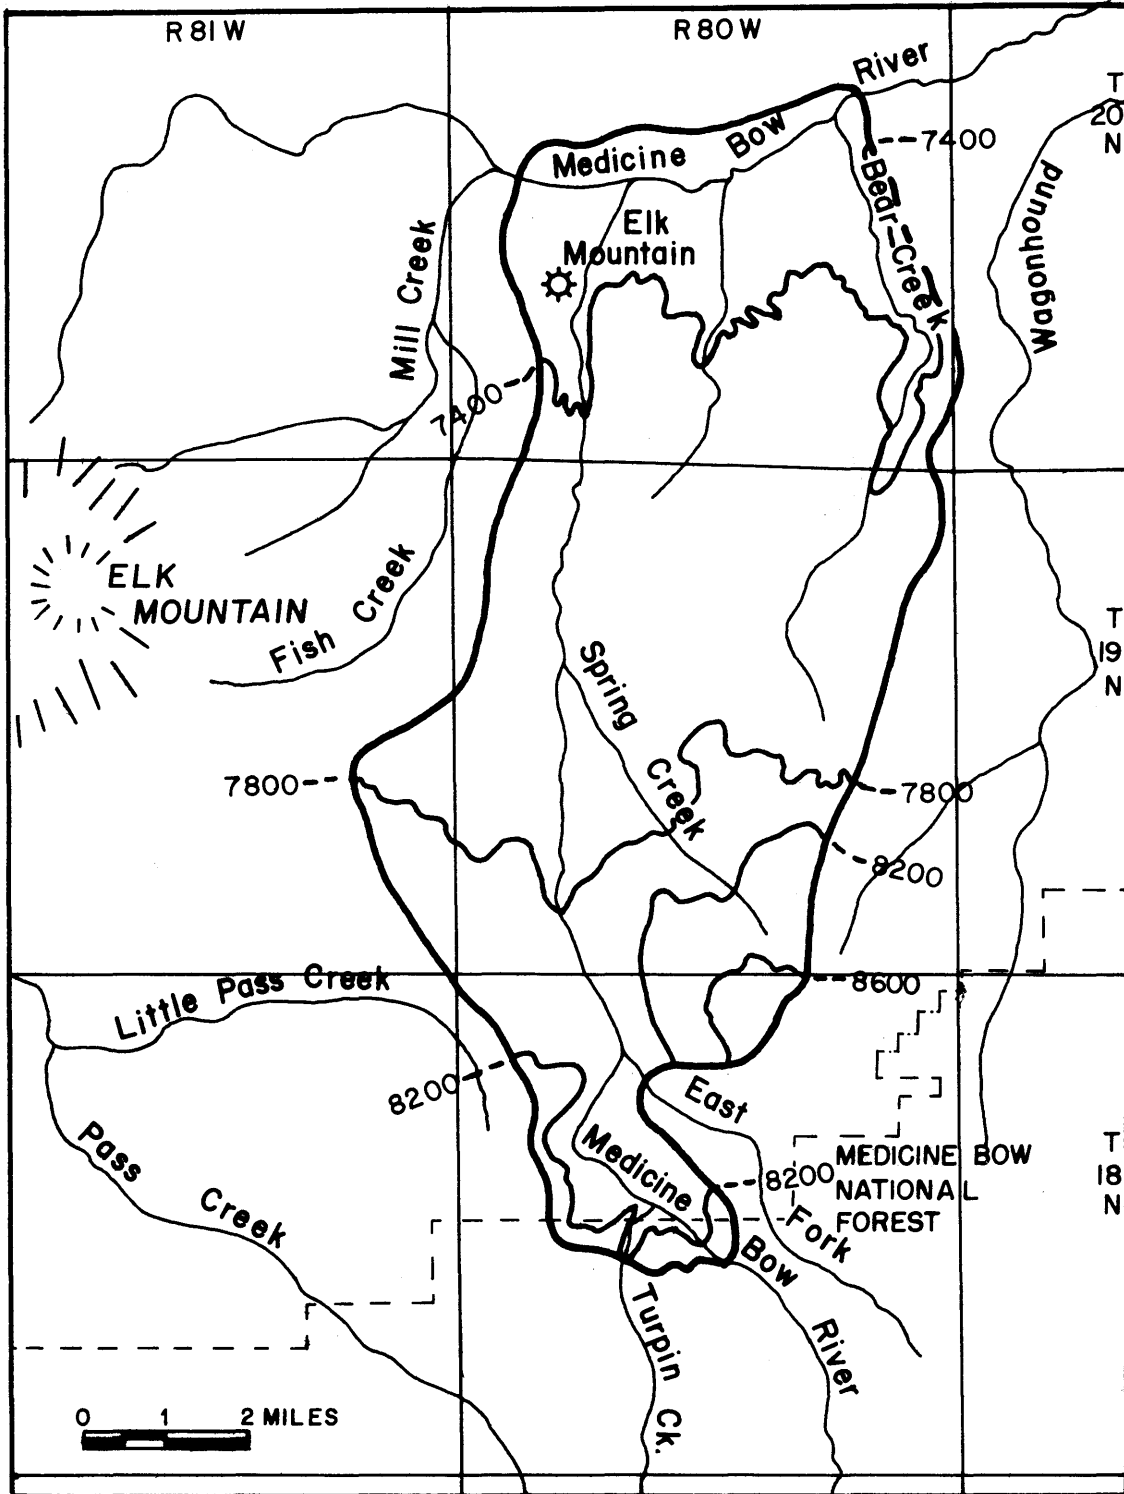 R 81 W
R 80 W
River
T
20
N
Medicine Bow
7400
Bear Creek
Wagonhound
Elk
Mountain
Mill Creek
7400
ELK
MOUNTAIN
Fish Creek
T
19
N
Spring Creek
7800
7800
8200
Little Pass Creek
8600
8200
East Fork
Pass Creek
Medicine Bow River
8200
MEDICINE BOW
NATIONAL
FOREST
T
18
N
Turpin Ck.
0 1 2 MILES